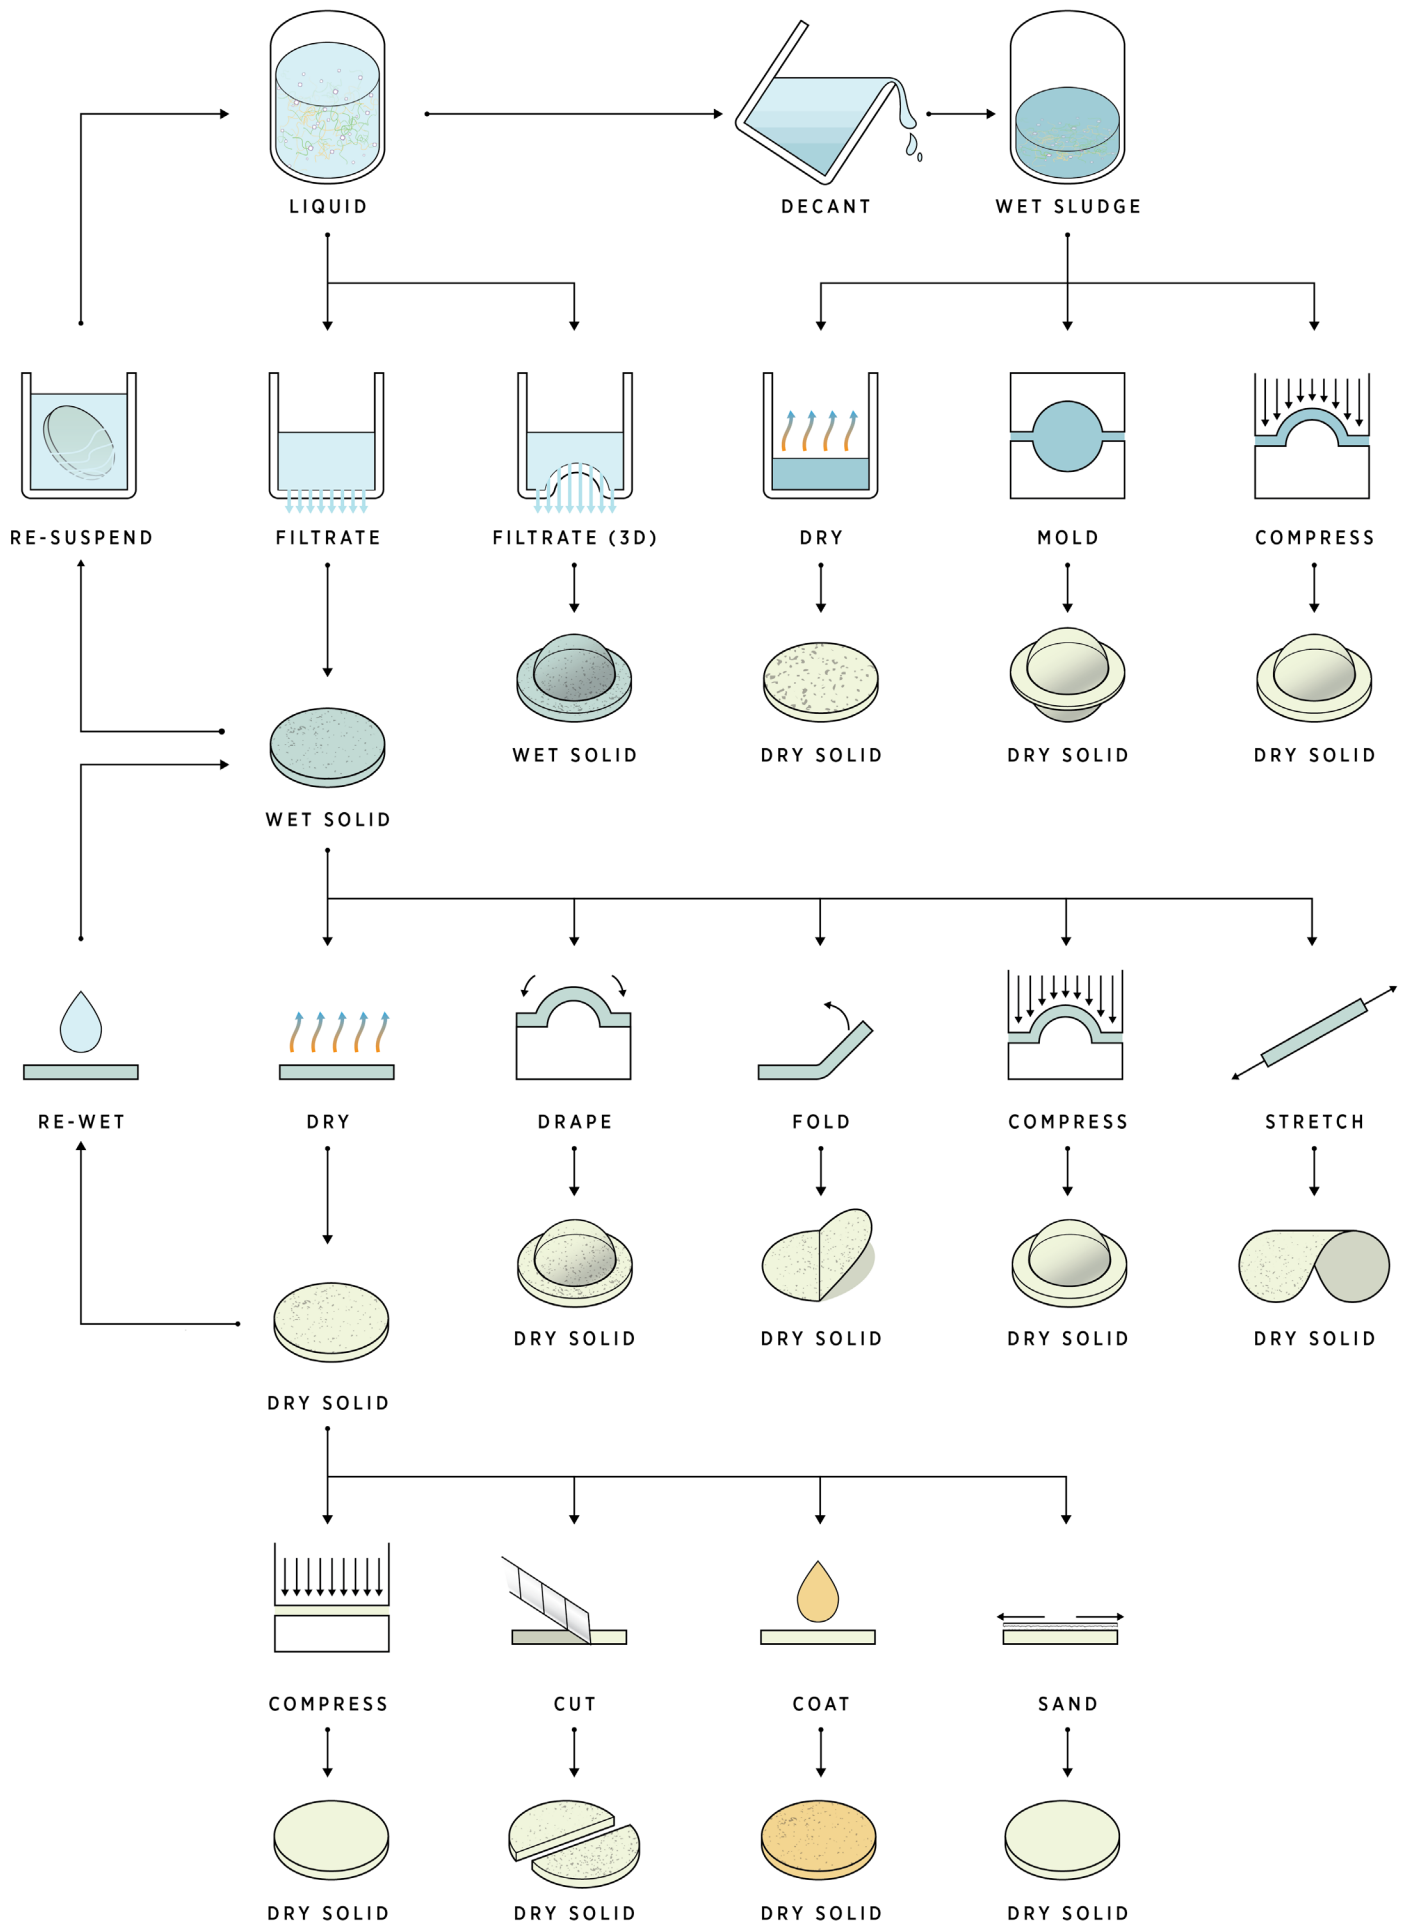 LIQUID
DECANT
WET SLUDGE
RE-SUSPEND
FILTRATE
FILTRATE (3D)
DRY
MOLD
COMPRESS
WET SOLID
DRY SOLID
DRY SOLID
DRY SOLID
WET SOLID
RE-WET
DRY
DRAPE
FOLD
COMPRESS
STRETCH
DRY SOLID
DRY SOLID
DRY SOLID
DRY SOLID
DRY SOLID
COMPRESS
CUT
COAT
SAND
DRY SOLID
DRY SOLID
DRY SOLID
DRY SOLID